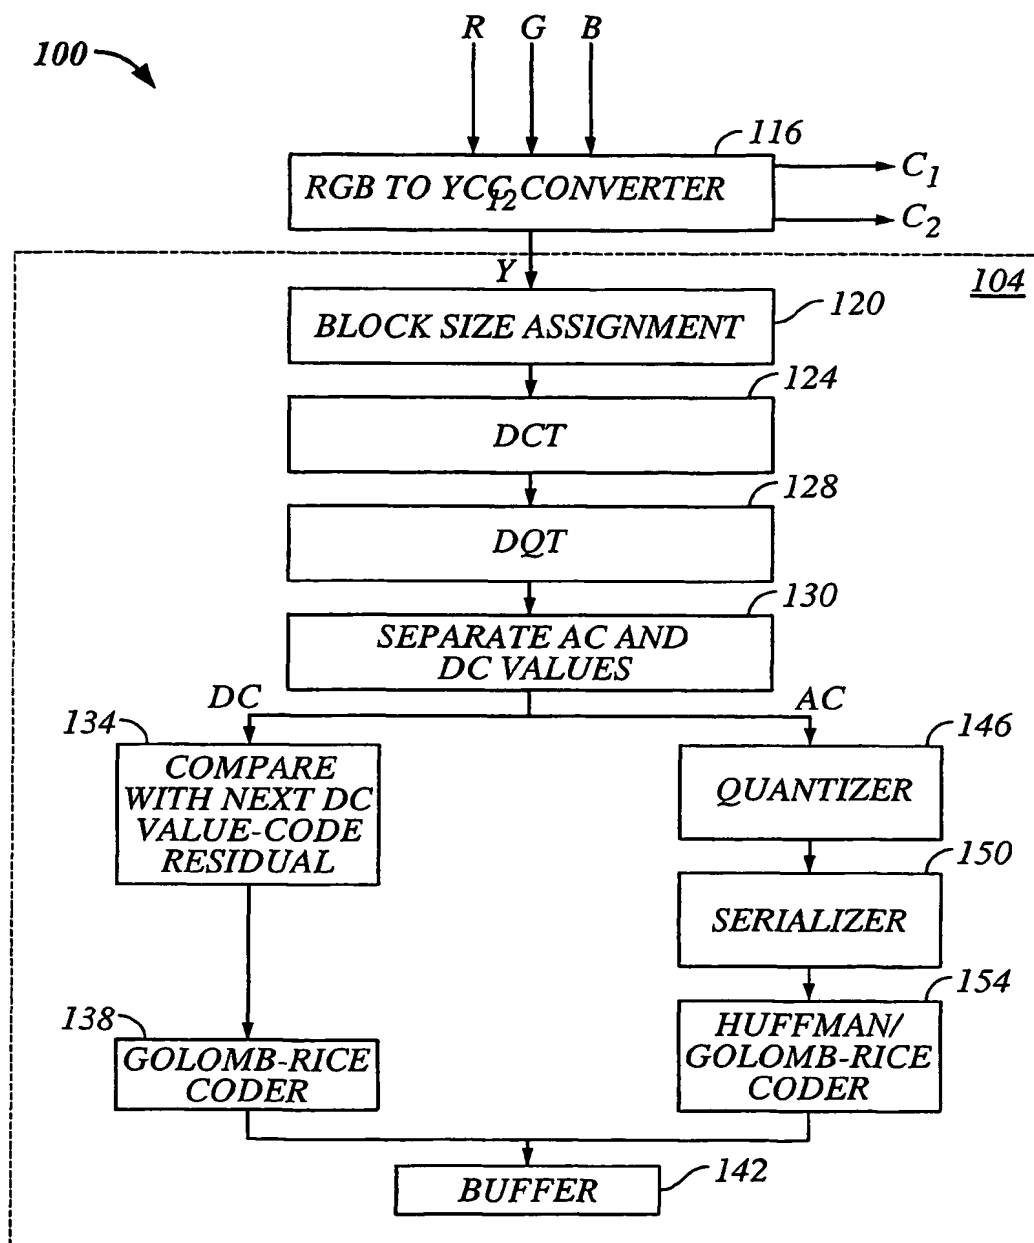 R G B
100
116
RGB TO YCC12 CONVERTER
C1
C2
Y
104
BLOCK SIZE ASSIGNMENT
120
124
DCT
128
DQT
130
SEPARATE AC AND
DC VALUES
DC
AC
134
COMPARE
WITH NEXT DC
VALUE-CODE
RESIDUAL
146
QUANTIZER
150
SERIALIZER
154
HUFFMAN/
GOLOMB-RICE
CODER
138
GOLOMB-RICE
CODER
BUFFER
142